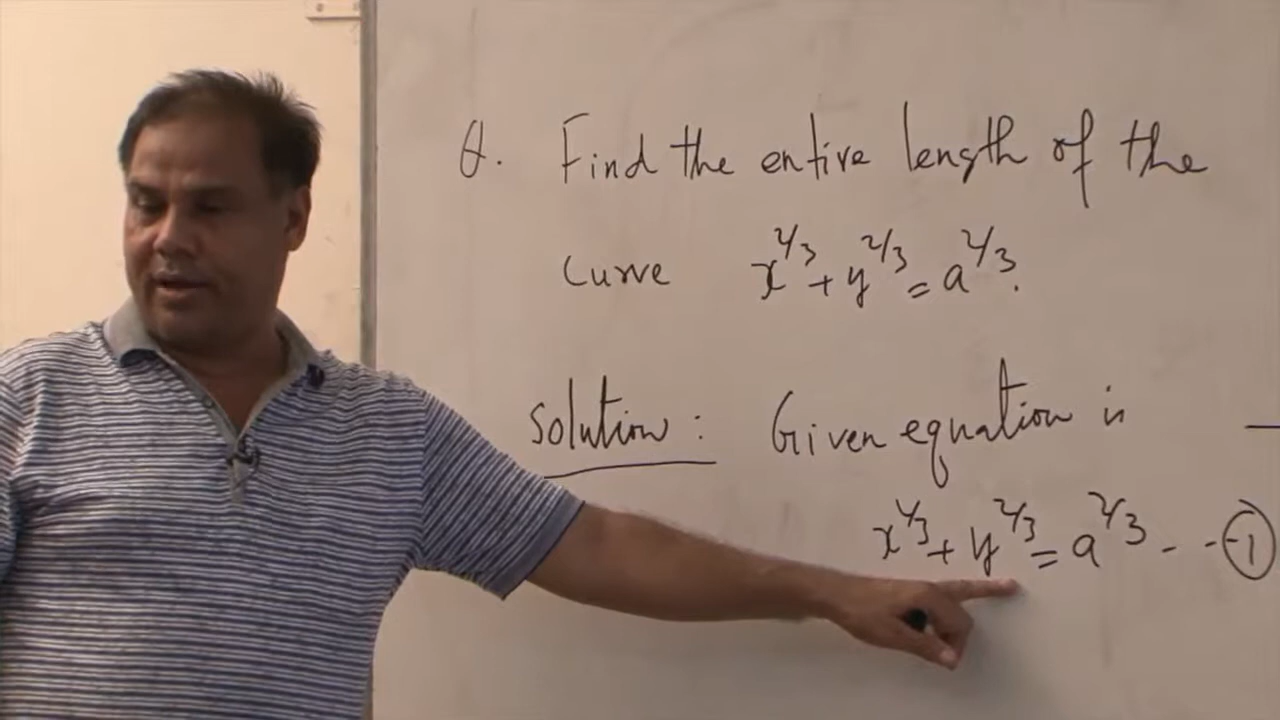 Q. Find the entire length of the
curve x^2/3 + y^2/3 = a^2/3.
Solution: Given equation is
x^2/3 + y^2/3 = a^2/3 - - ①